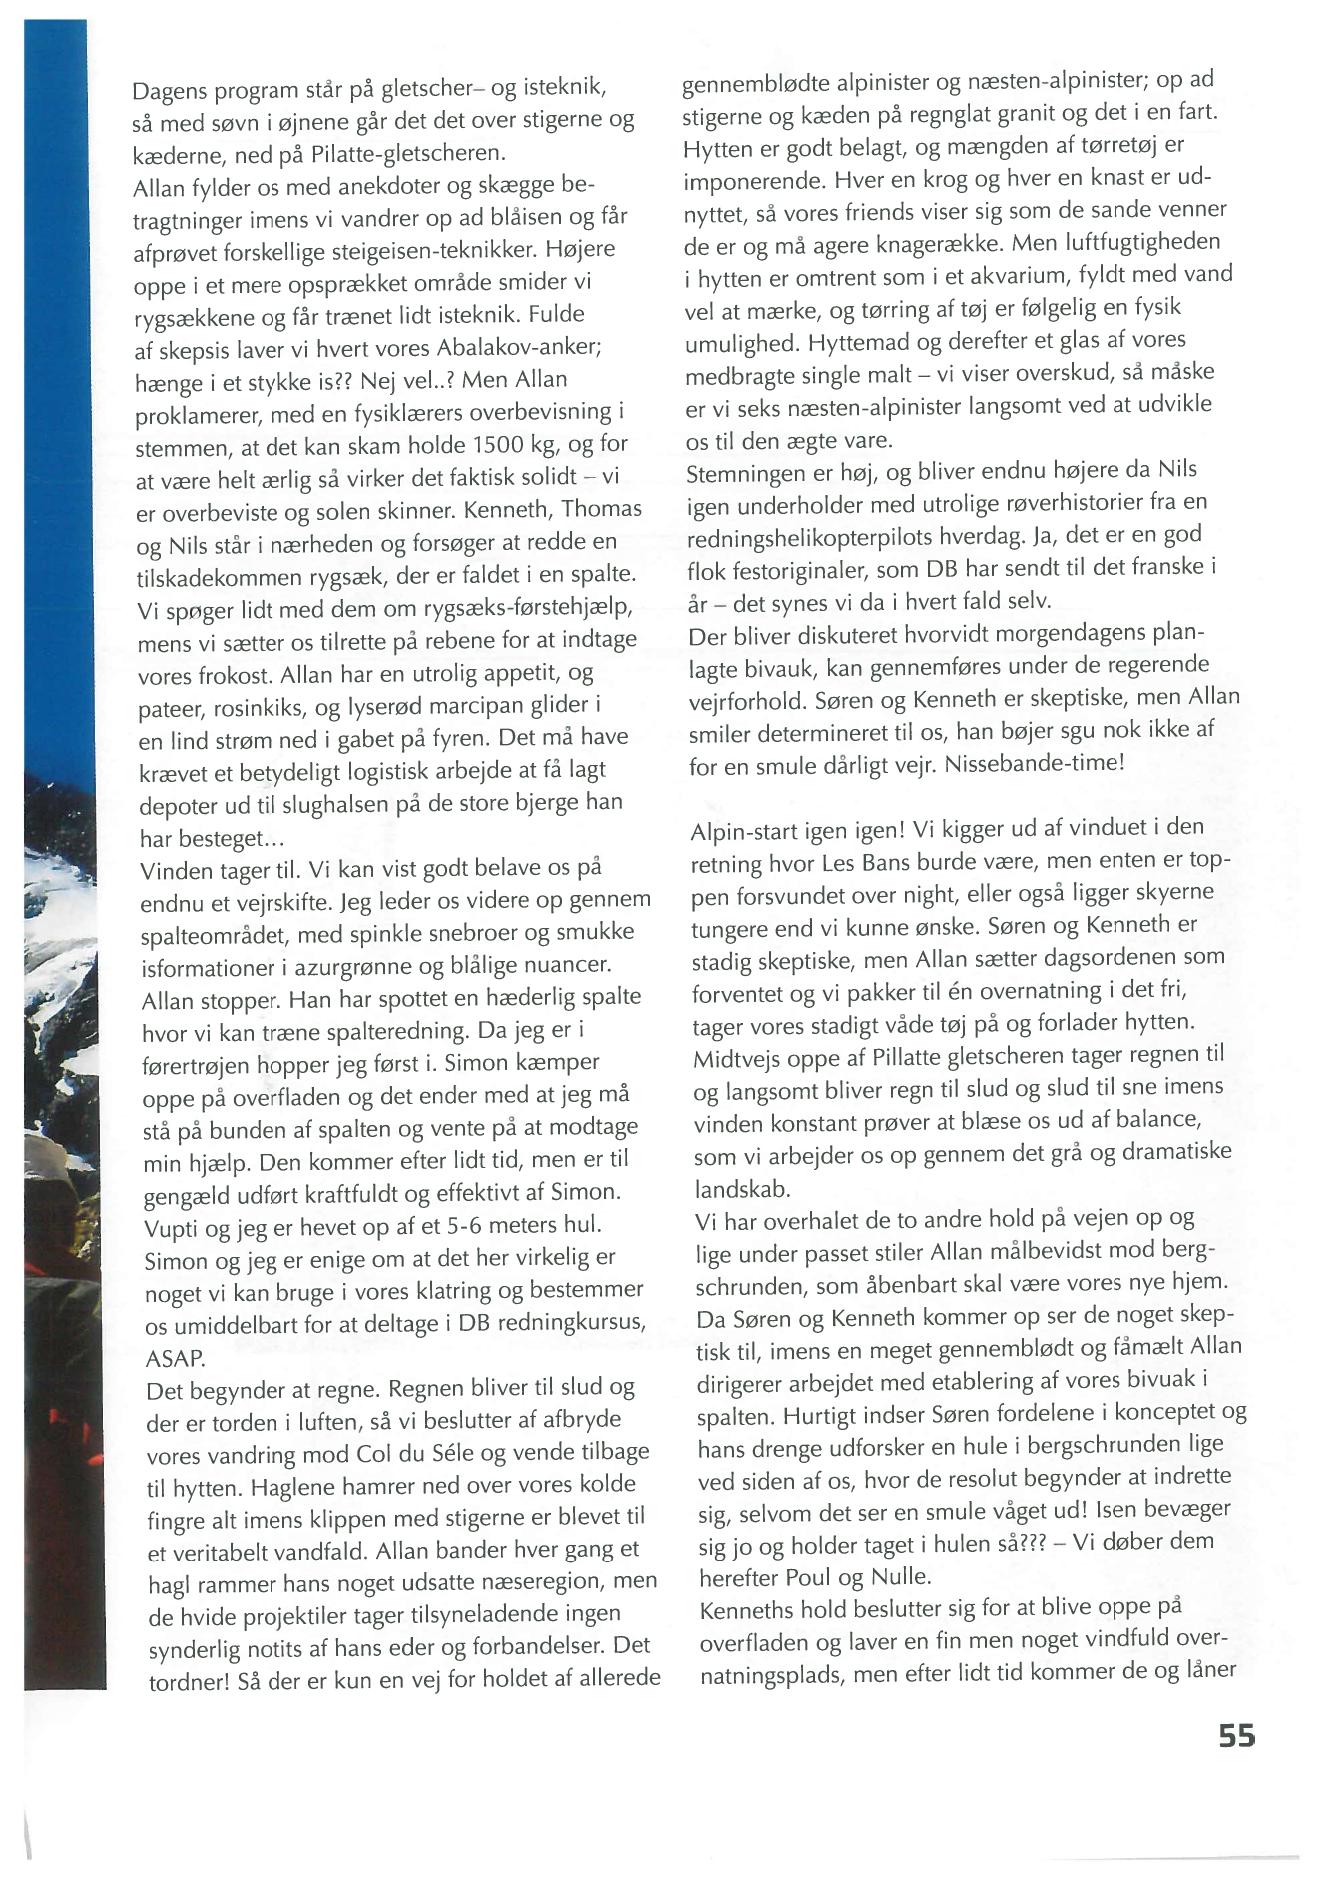 Dagens program står på gletscher– og isteknik,
så med søvn i øjnene går det det over stigerne og
kæderne, ned på Pilatte-gletscheren.
Allan fylder os med anekdoter og skægge be-
tragtninger imens vi vandrer op ad blåisen og får
afprøvet forskellige steigeisen-teknikker. Højere
oppe i et mere opsprækket område smider vi
rygsækkene og får trænet lidt isteknik. Fulde
af skepsis laver vi hvert vores Abalakov-anker;
hænge i et stykke is?? Nej vel..? Men Allan
proklamerer, med en fysiklærers overbevisning i
stemmen, at det kan skam holde 1500 kg, og for
at være helt ærlig så virker det faktisk solidt – vi
er overbeviste og solen skinner. Kenneth, Thomas
og Nils står i nærheden og forsøger at redde en
tilskadekommen rygsæk, der er faldet i en spalte.
Vi spøger lidt med dem om rygsæks-førstehjælp,
mens vi sætter os tilrette på rebene for at indtage
vores frokost. Allan har en utrolig appetit, og
pateer, rosinkiks, og lyserød marcipan glider i
en lind strøm ned i gabet på fyren. Det må have
krævet et betydeligt logistisk arbejde at få lagt
depoter ud til slughalsen på de store bjerge han
har besteget...
Vinden tager til. Vi kan vist godt belave os på
endnu et vejrskifte. Jeg leder os videre op gennem
spalteområdet, med spinkle snebroer og smukke
isformationer i azurgrønne og blålige nuancer.
Allan stopper. Han har spottet en hæderlig spalte
hvor vi kan træne spalteredning. Da jeg er i
førertrøjen hopper jeg først i. Simon kæmper
oppe på overfladen og det ender med at jeg må
stå på bunden af spalten og vente på at modtage
min hjælp. Den kommer efter lidt tid, men er til
gengæld udført kraftfuldt og effektivt af Simon.
Vupti og jeg er hevet op af et 5-6 meters hul.
Simon og jeg er enige om at det her virkelig er
noget vi kan bruge i vores klatring og bestemmer
os umiddelbart for at deltage i DB redningkursus,
ASAP.
Det begynder at regne. Regnen bliver til slud og
der er torden i luften, så vi beslutter af afbryde
vores vandring mod Col du Séle og vende tilbage
til hytten. Haglene hamrer ned over vores kolde
fingre alt imens klippen med stigerne er blevet til
et veritabelt vandfald. Allan bander hver gang et
hagl rammer hans noget udsatte næseregion, men
de hvide projektiler tager tilsyneladende ingen
synderlig notits af hans eder og forbandelser. Det
tordner! Så der er kun en vej for holdet af allerede
gennemblødte alpinister og næsten-alpinister; op ad
stigerne og kæden på regnglat granit og det i en fart.
Hytten er godt belagt, og mængden af tørretøj er
imponerende. Hver en krog og hver en knast er ud-
nyttet, så vores friends viser sig som de sande venner
de er og må agere knagerække. Men luftfugtigheden
i hytten er omtrent som i et akvarium, fyldt med vand
vel at mærke, og tørring af tøj er følgelig en fysik
umulighed. Hyttemad og derefter et glas af vores
medbragte single malt – vi viser overskud, så måske
er vi seks næsten-alpinister langsomt ved at udvikle
os til den ægte vare.
Stemningen er høj, og bliver endnu højere da Nils
igen underholder med utrolige røverhistorier fra en
redningshelikopterpilots hverdag. Ja, det er en god
flok festoriginaler, som DB har sendt til det franske i
år – det synes vi da i hvert fald selv.
Der bliver diskuteret hvorvidt morgendagens plan-
lagte bivauk, kan gennemføres under de regerende
vejrforhold. Søren og Kenneth er skeptiske, men Allan
smiler determineret til os, han bøjer sgu nok ikke af
for en smule dårligt vejr. Nissebande-time!
Alpin-start igen igen! Vi kigger ud af vinduet i den
retning hvor Les Bans burde være, men enten er top-
pen forsvundet over night, eller også ligger skyerne
tungere end vi kunne ønske. Søren og Kenneth er
stadig skeptiske, men Allan sætter dagsordenen som
forventet og vi pakker til én overnatning i det fri,
tager vores stadigt våde tøj på og forlader hytten.
Midtvejs oppe af Pillatte gletscheren tager regnen til
og langsomt bliver regn til slud og slud til sne imens
vinden konstant prøver at blæse os ud af balance,
som vi arbejder os op gennem det grå og dramatiske
landskab.
Vi har overhalet de to andre hold på vejen op og
lige under passet stiler Allan målbevidst mod berg-
schrunden, som åbenbart skal være vores nye hjem.
Da Søren og Kenneth kommer op ser de noget skep-
tisk til, imens en meget gennemblødt og fåmælt Allan
dirigerer arbejdet med etablering af vores bivuak i
spalten. Hurtigt indser Søren fordelene i konceptet og
hans drenge udforsker en hule i bergschrunden lige
ved siden af os, hvor de resolut begynder at indrette
sig, selvom det ser en smule våget ud! Isen bevæger
sig jo og holder taget i hulen så??? – Vi døber dem
herefter Poul og Nulle.
Kenneths hold beslutter sig for at blive oppe på
overfladen og laver en fin men noget vindfuld over-
natningsplads, men efter lidt tid kommer de og låner
55